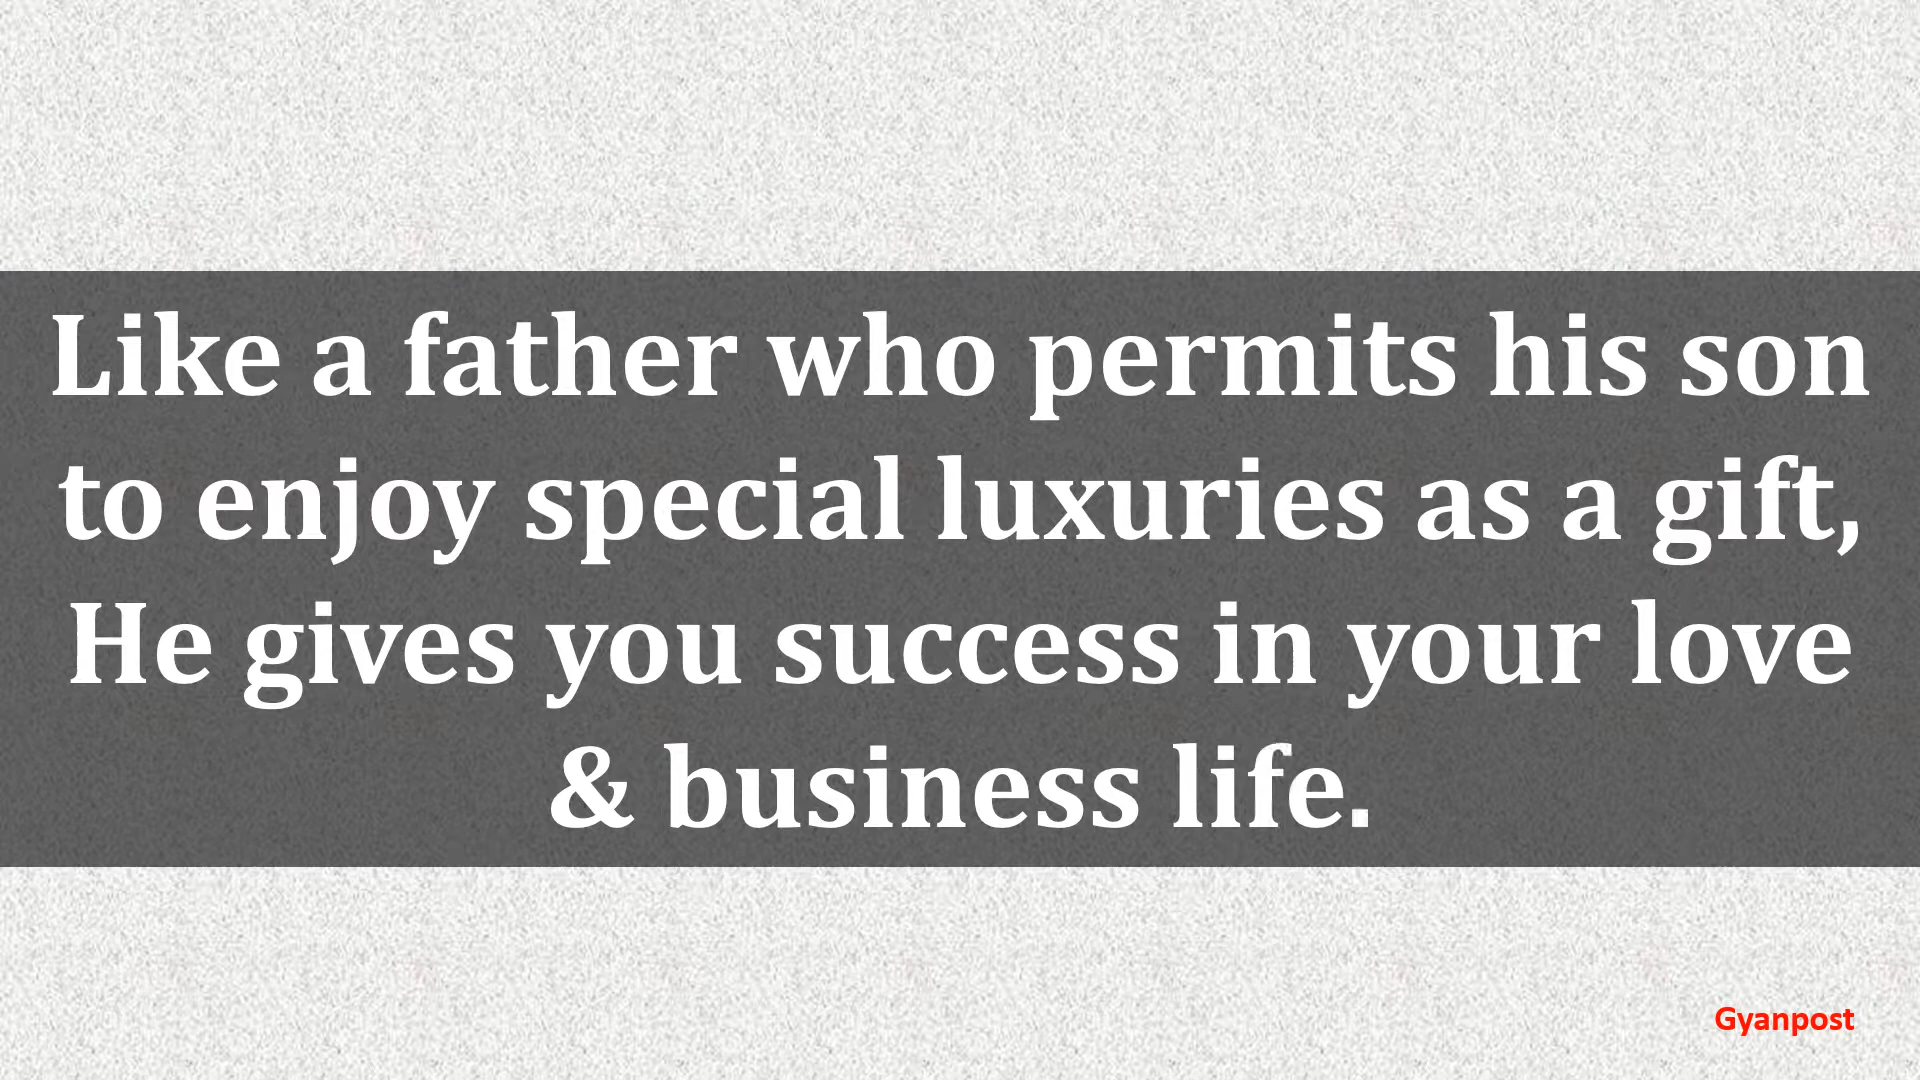 Like a father who permits his son
to enjoy special luxuries as a gift,
He gives you success in your love
& business life.
Gyanpost